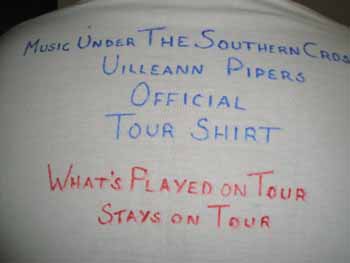 Music Under The Southern Cros
Uilleann Pipers
Official
Tour Shirt
What's Played on Tour
Stays on Tour